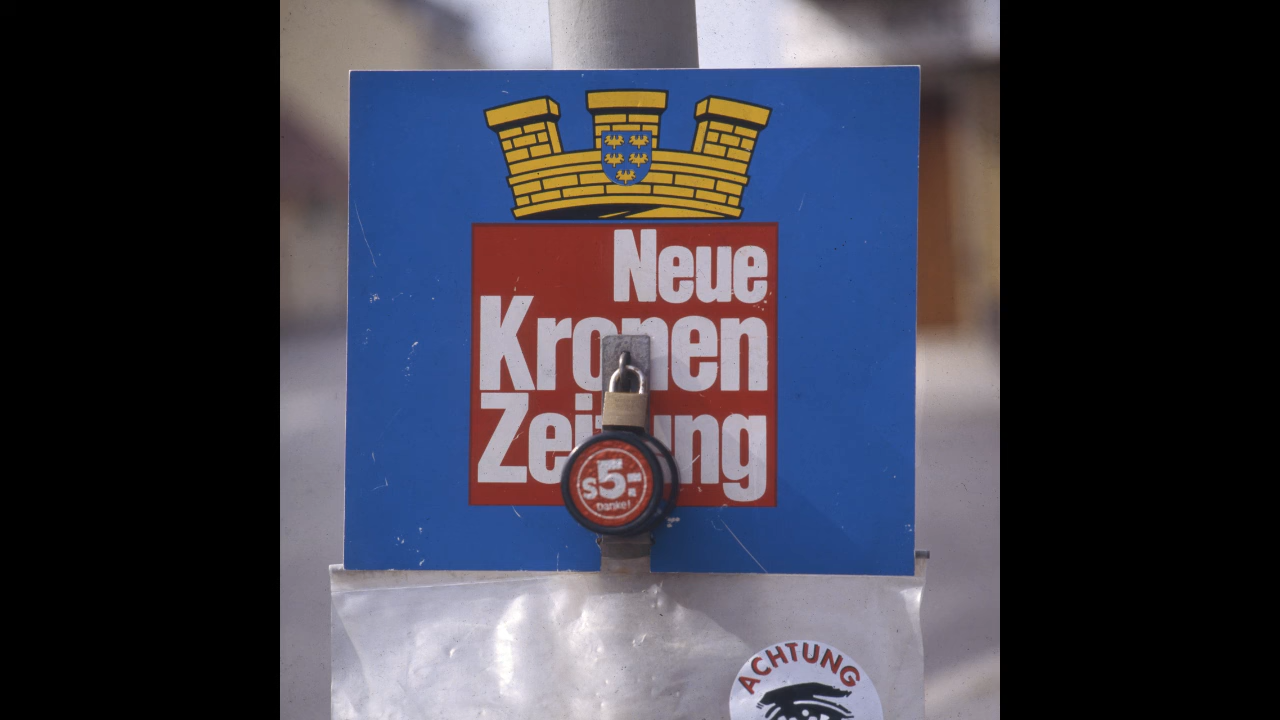 Neue
Kronen
Zeitung
S5.-
Danke!
ACHTUNG